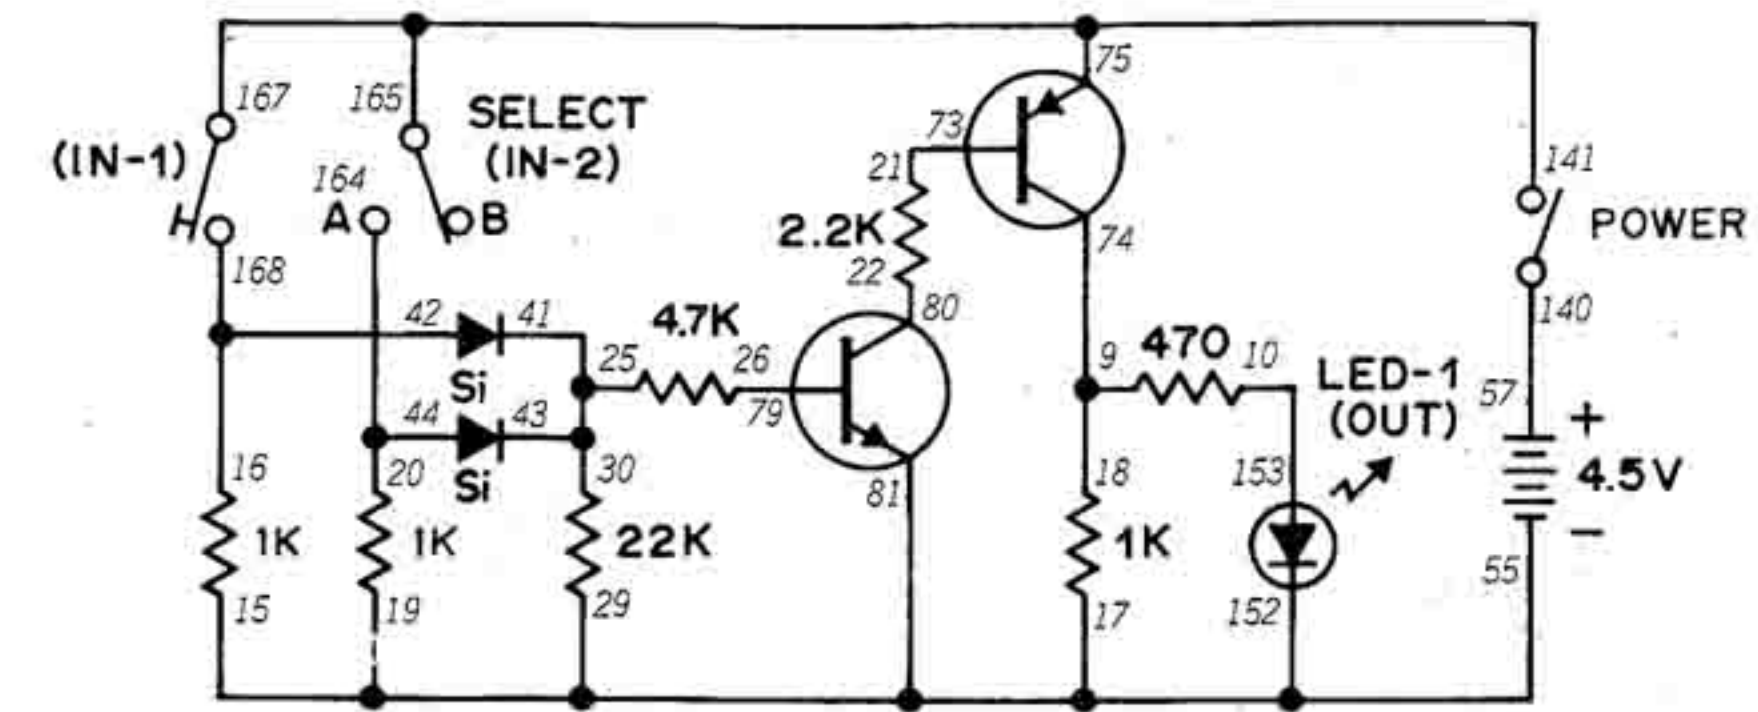 75
167
165
SELECT
(IN-2)
(IN-1)
73
141
164
21
POWER
H
A
B
2.2K
74
168
22
140
42
41
4.7K
80
Si
25
26
9
470
10
LED-1
(OUT)
57
+
44
43
79
16
20
Si
30
81
18
153
4.5V
1K
1K
22K
1K
−
55
15
19
29
17
152